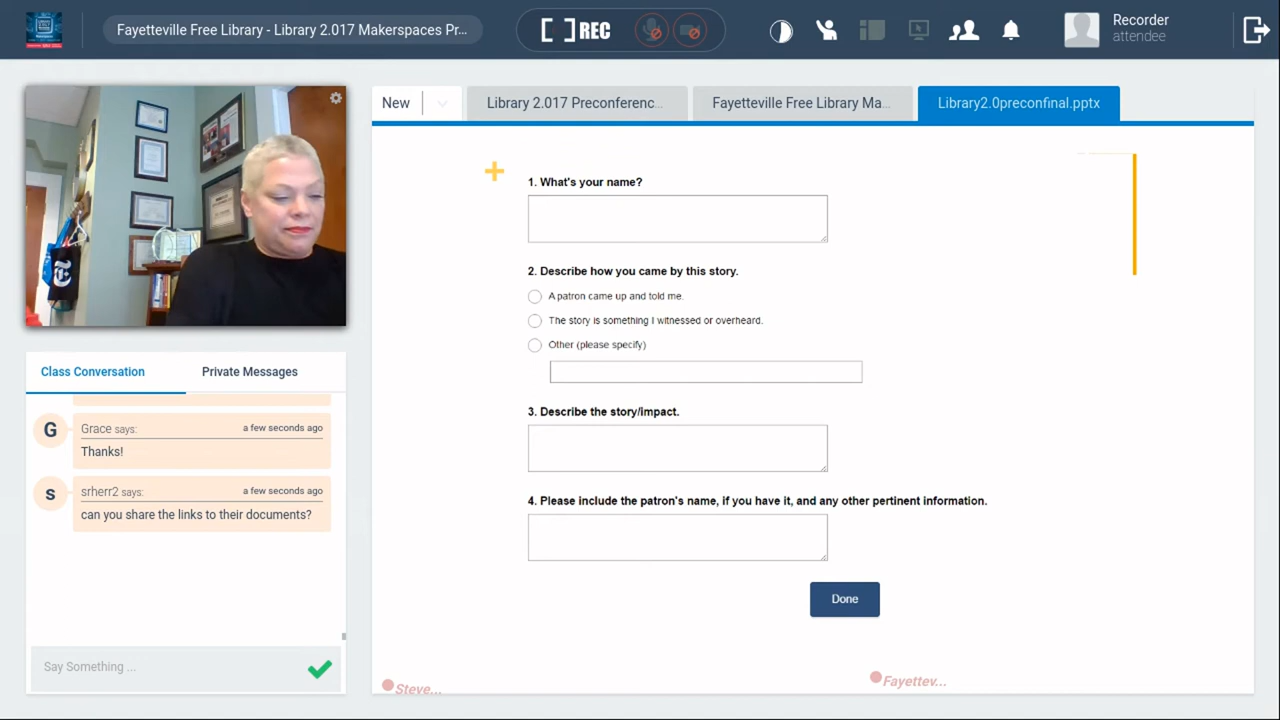 Fayetteville Free Library - Library 2.017 Makerspaces Pr...
[ ] REC
Recorder
attendee
New
Library 2.017 Preconferenc...
Fayetteville Free Library Ma...
Library2.0preconfinal.pptx
1. What's your name?
2. Describe how you came by this story.
A patron came up and told me.
The story is something I witnessed or overheard.
Other (please specify)
3. Describe the story/impact.
4. Please include the patron's name, if you have it, and any other pertinent information.
Done
Steve...
Fayettev...
Class Conversation
Private Messages
G
Grace says:
a few seconds ago
Thanks!
s
srherr2 says:
a few seconds ago
can you share the links to their documents?
Say Something ...